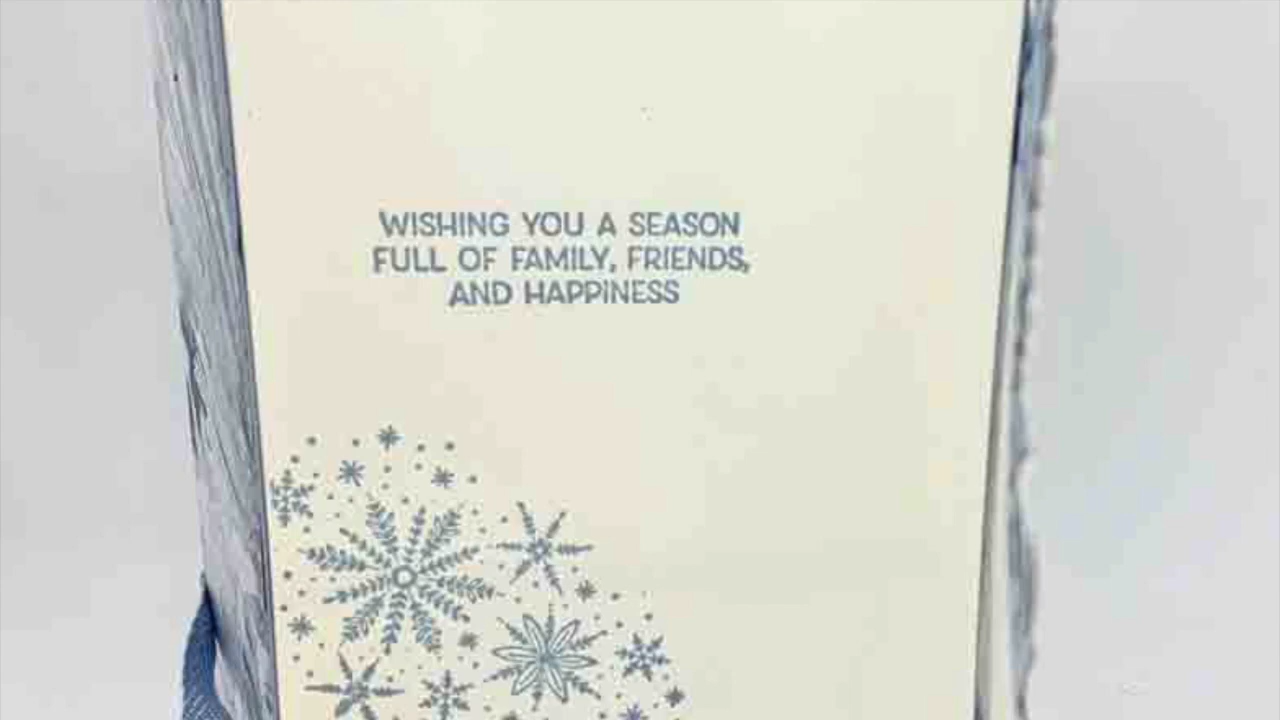 WISHING YOU A SEASON
FULL OF FAMILY, FRIENDS,
AND HAPPINESS